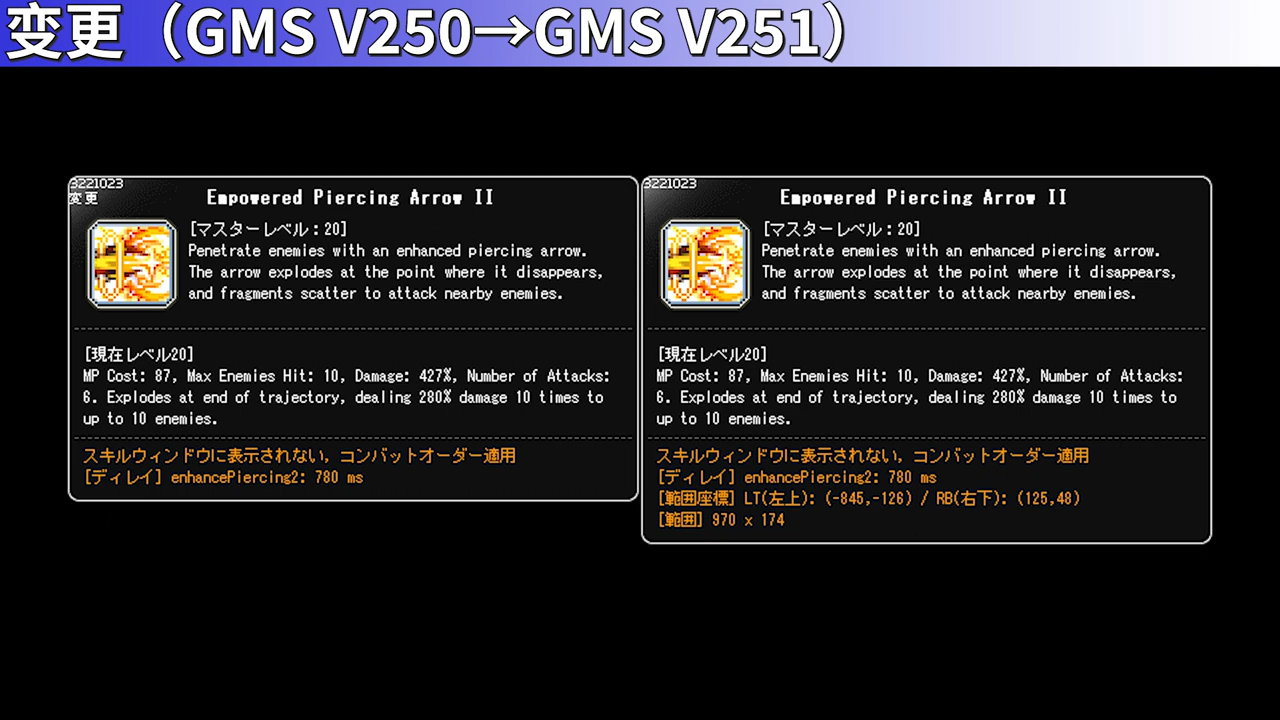 変更（GMS V250→GMS V251）
3221023
変更
Empowered Piercing Arrow II
[マスターレベル：20]
Penetrate enemies with an enhanced piercing arrow.
The arrow explodes at the point where it disappears,
and fragments scatter to attack nearby enemies.
[現在レベル20]
MP Cost: 87, Max Enemies Hit: 10, Damage: 427%, Number of Attacks:
6. Explodes at end of trajectory, dealing 280% damage 10 times to
up to 10 enemies.
スキルウィンドウに表示されない, コンバットオーダー適用
[ディレイ] enhancePiercing2: 780 ms
3221023
Empowered Piercing Arrow II
[マスターレベル：20]
Penetrate enemies with an enhanced piercing arrow.
The arrow explodes at the point where it disappears,
and fragments scatter to attack nearby enemies.
[現在レベル20]
MP Cost: 87, Max Enemies Hit: 10, Damage: 427%, Number of Attacks:
6. Explodes at end of trajectory, dealing 280% damage 10 times to
up to 10 enemies.
スキルウィンドウに表示されない, コンバットオーダー適用
[ディレイ] enhancePiercing2: 780 ms
[範囲座標] LT(左上): (-845,-126) / RB(右下): (125,48)
[範囲] 970 x 174